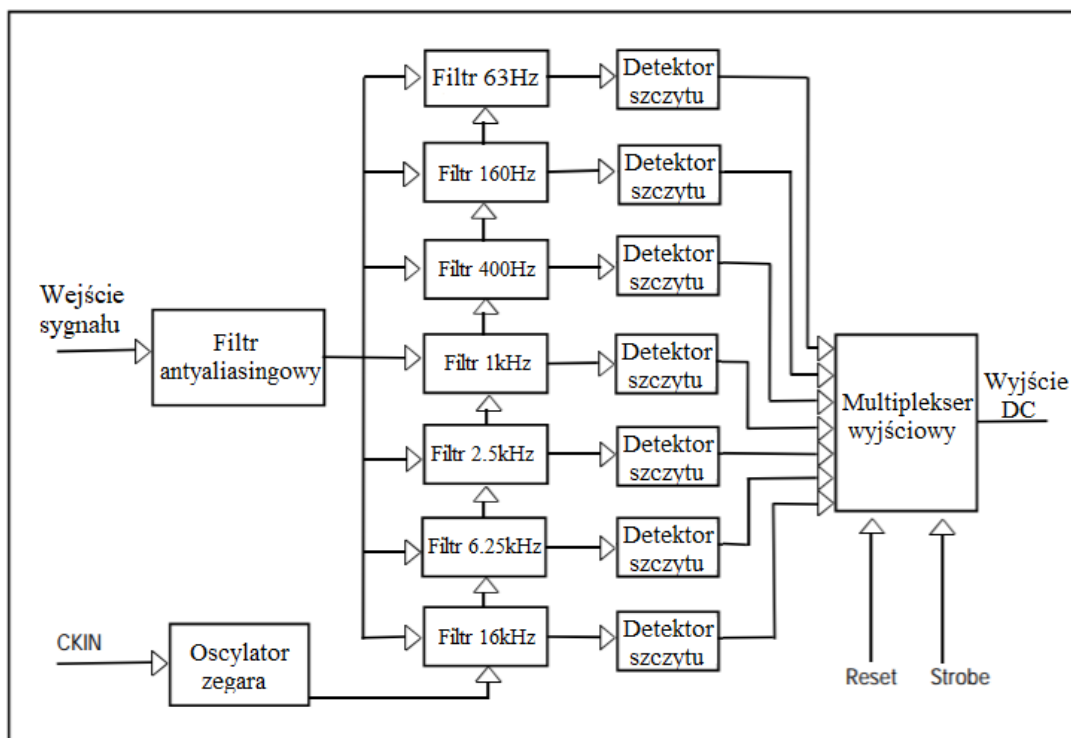 Filtr 63Hz
Detektor
szczytu
Filtr 160Hz
Detektor
szczytu
Filtr 400Hz
Detektor
szczytu
Wejście
sygnału
Filtr
antyaliasingowy
Filtr 1kHz
Detektor
szczytu
Multiplekser
wyjściowy
Wyjście
DC
Filtr 2.5kHz
Detektor
szczytu
Filtr 6.25kHz
Detektor
szczytu
CKIN
Oscylator
zegara
Filtr 16kHz
Detektor
szczytu
Reset
Strobe